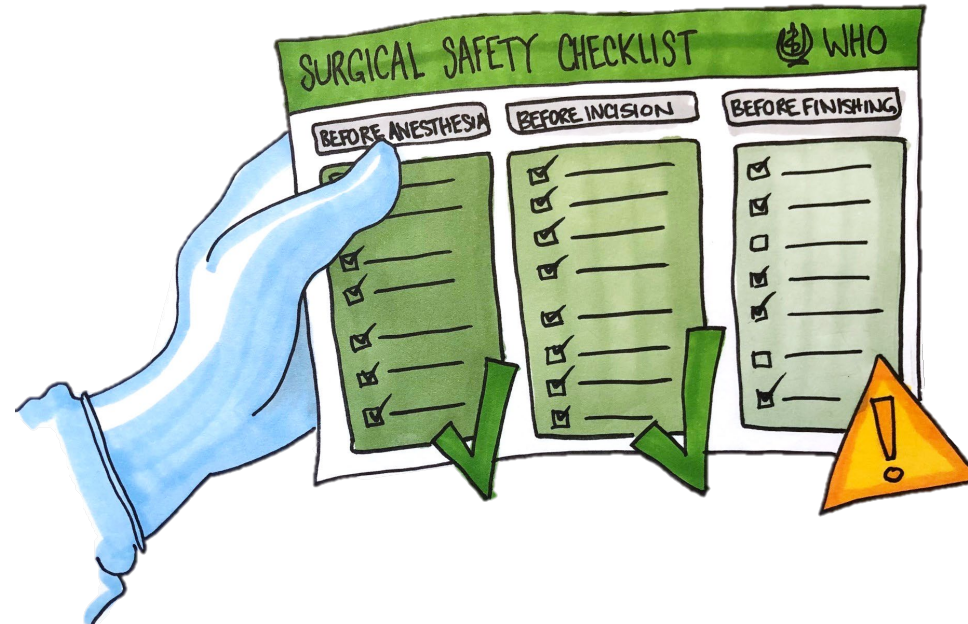 SURGICAL SAFETY CHECKLIST
WHO
BEFORE ANESTHESIA
BEFORE INCISION
BEFORE FINISHING
!